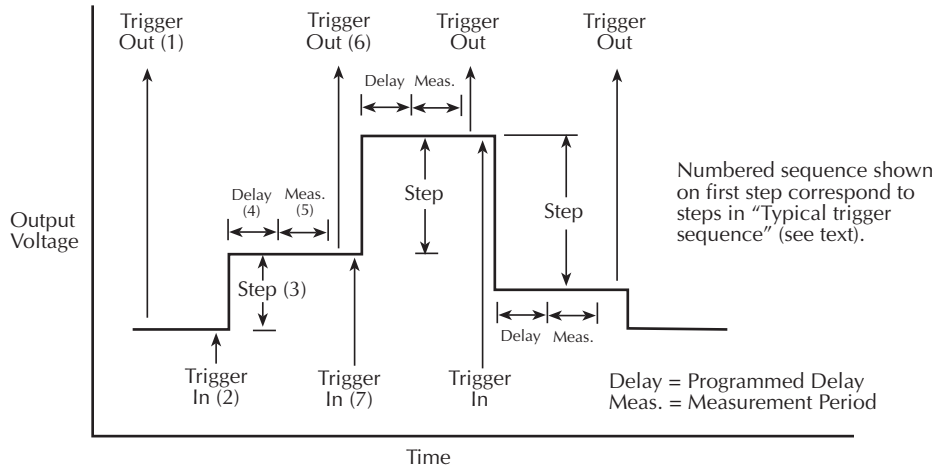 Trigger
Out (1)
Trigger
Out (6)
Trigger
Out
Trigger
Out
Delay Meas.
Numbered sequence shown
on first step correspond to
steps in “Typical trigger
sequence” (see text).
Step
Step
Delay
(4)
Meas.
(5)
Output
Voltage
Step (3)
Delay Meas.
Trigger
In (2)
Trigger
In (7)
Trigger
In
Delay = Programmed Delay
Meas. = Measurement Period
Time